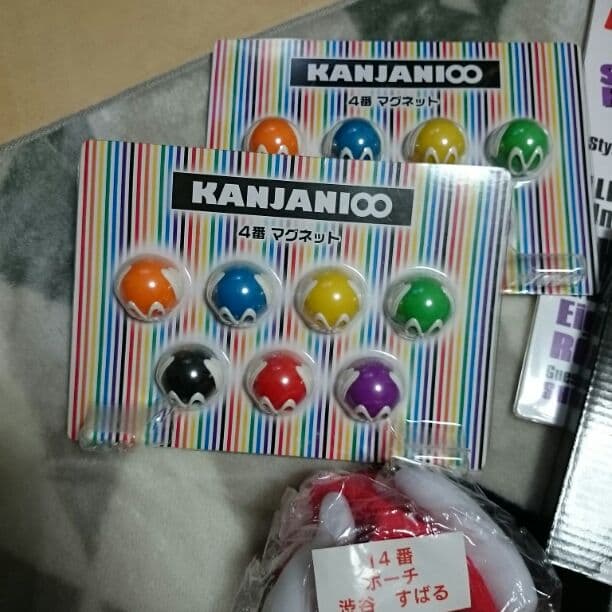 KANJANI∞
4番 マグネット
KANJANI∞
4番 マグネット
14番
ポーチ
渋谷 すばる